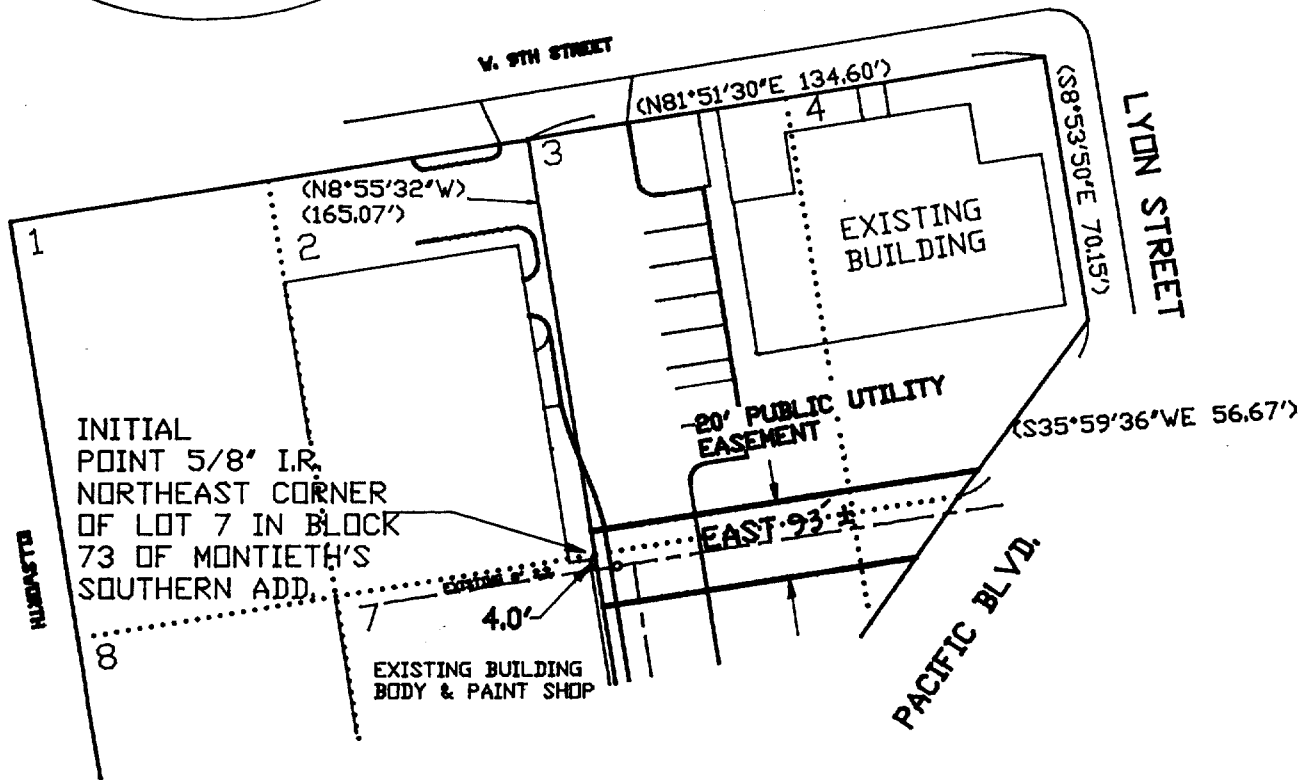 W. 9TH STREET
(N81°51'30"E 134.60')
(S8°53'50"E 70.15')
LYON STREET
1
2
3
4
(N8°55'32"W)
(165.07')
EXISTING
BUILDING
20' PUBLIC UTILITY
EASEMENT
(S35°59'36"WE 56.67')
INITIAL
POINT 5/8" I.R.
NORTHEAST CORNER
OF LOT 7 IN BLOCK
73 OF MONTIETH'S
SOUTHERN ADD.
EAST 93' ±
ELLSWORTH
EXISTING 8'
4.0'
7
8
EXISTING BUILDING
BODY & PAINT SHOP
PACIFIC BLVD.